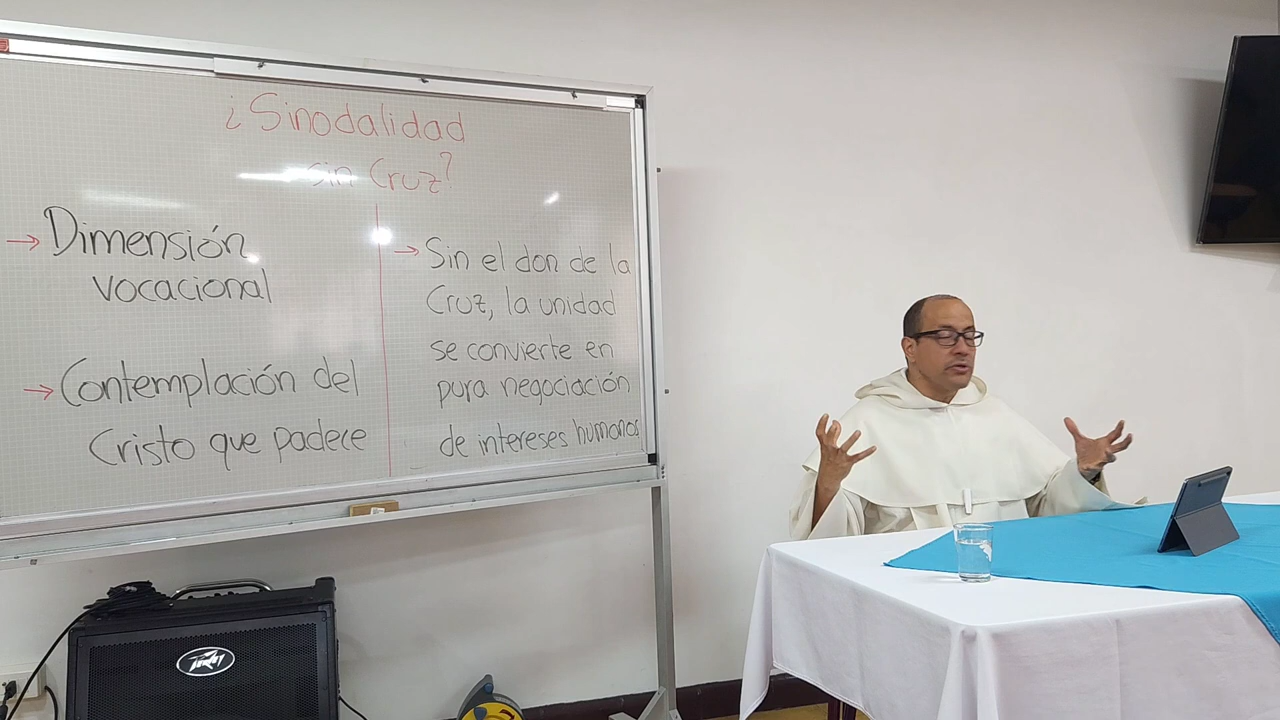 ¿Sinodalidad
sin Cruz?
→ Dimensión
vocacional
→ Contemplación del
Cristo que padece
→ Sin el don de la
Cruz, la unidad
se convierte en
pura negociación
de intereses humanos
PEAVEY